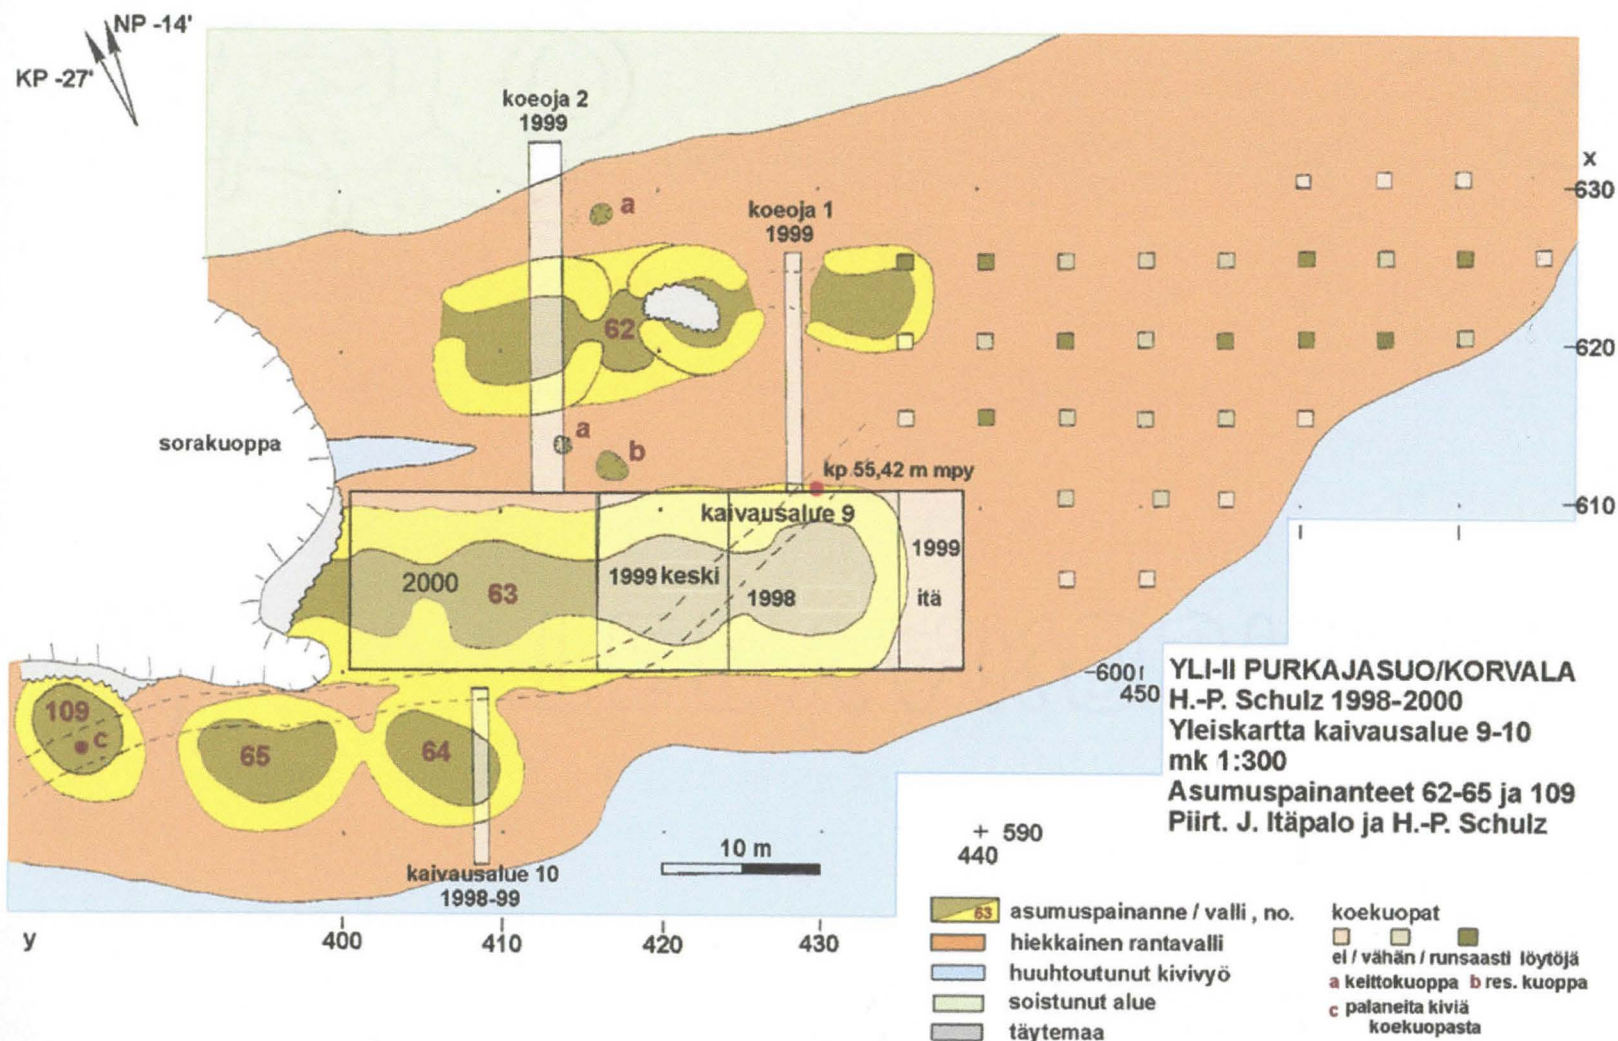 NP -14'
KP -27'
koeoja 2
1999
a
koeoja 1
1999
x
630
62
620
sorakuoppa
a
b
kp 55,42 m mpy
610
kaivausalue 9
2000
63
1999 keski
1998
1999
itä
600
450
109
c
65
64
kaivausalue 10
1998-99
10 m
590
440
y
400
410
420
430
YLI-II PURKAJASUO/KORVALA
H.-P. Schulz 1998-2000
Yleiskartta kaivausalue 9-10
mk 1:300
Asumuspainanteet 62-65 ja 109
Piirt. J. Itäpalo ja H.-P. Schulz
63 asumuspainanne / valli , no.
hiekkainen rantavalli
huuhtoutunut kivivyö
soistunut alue
täytemaa
koekuopat
ei / vähän / runsaasti löytöjä
a keittokuoppa b res. kuoppa
c palaneita kiviä
koekuopasta